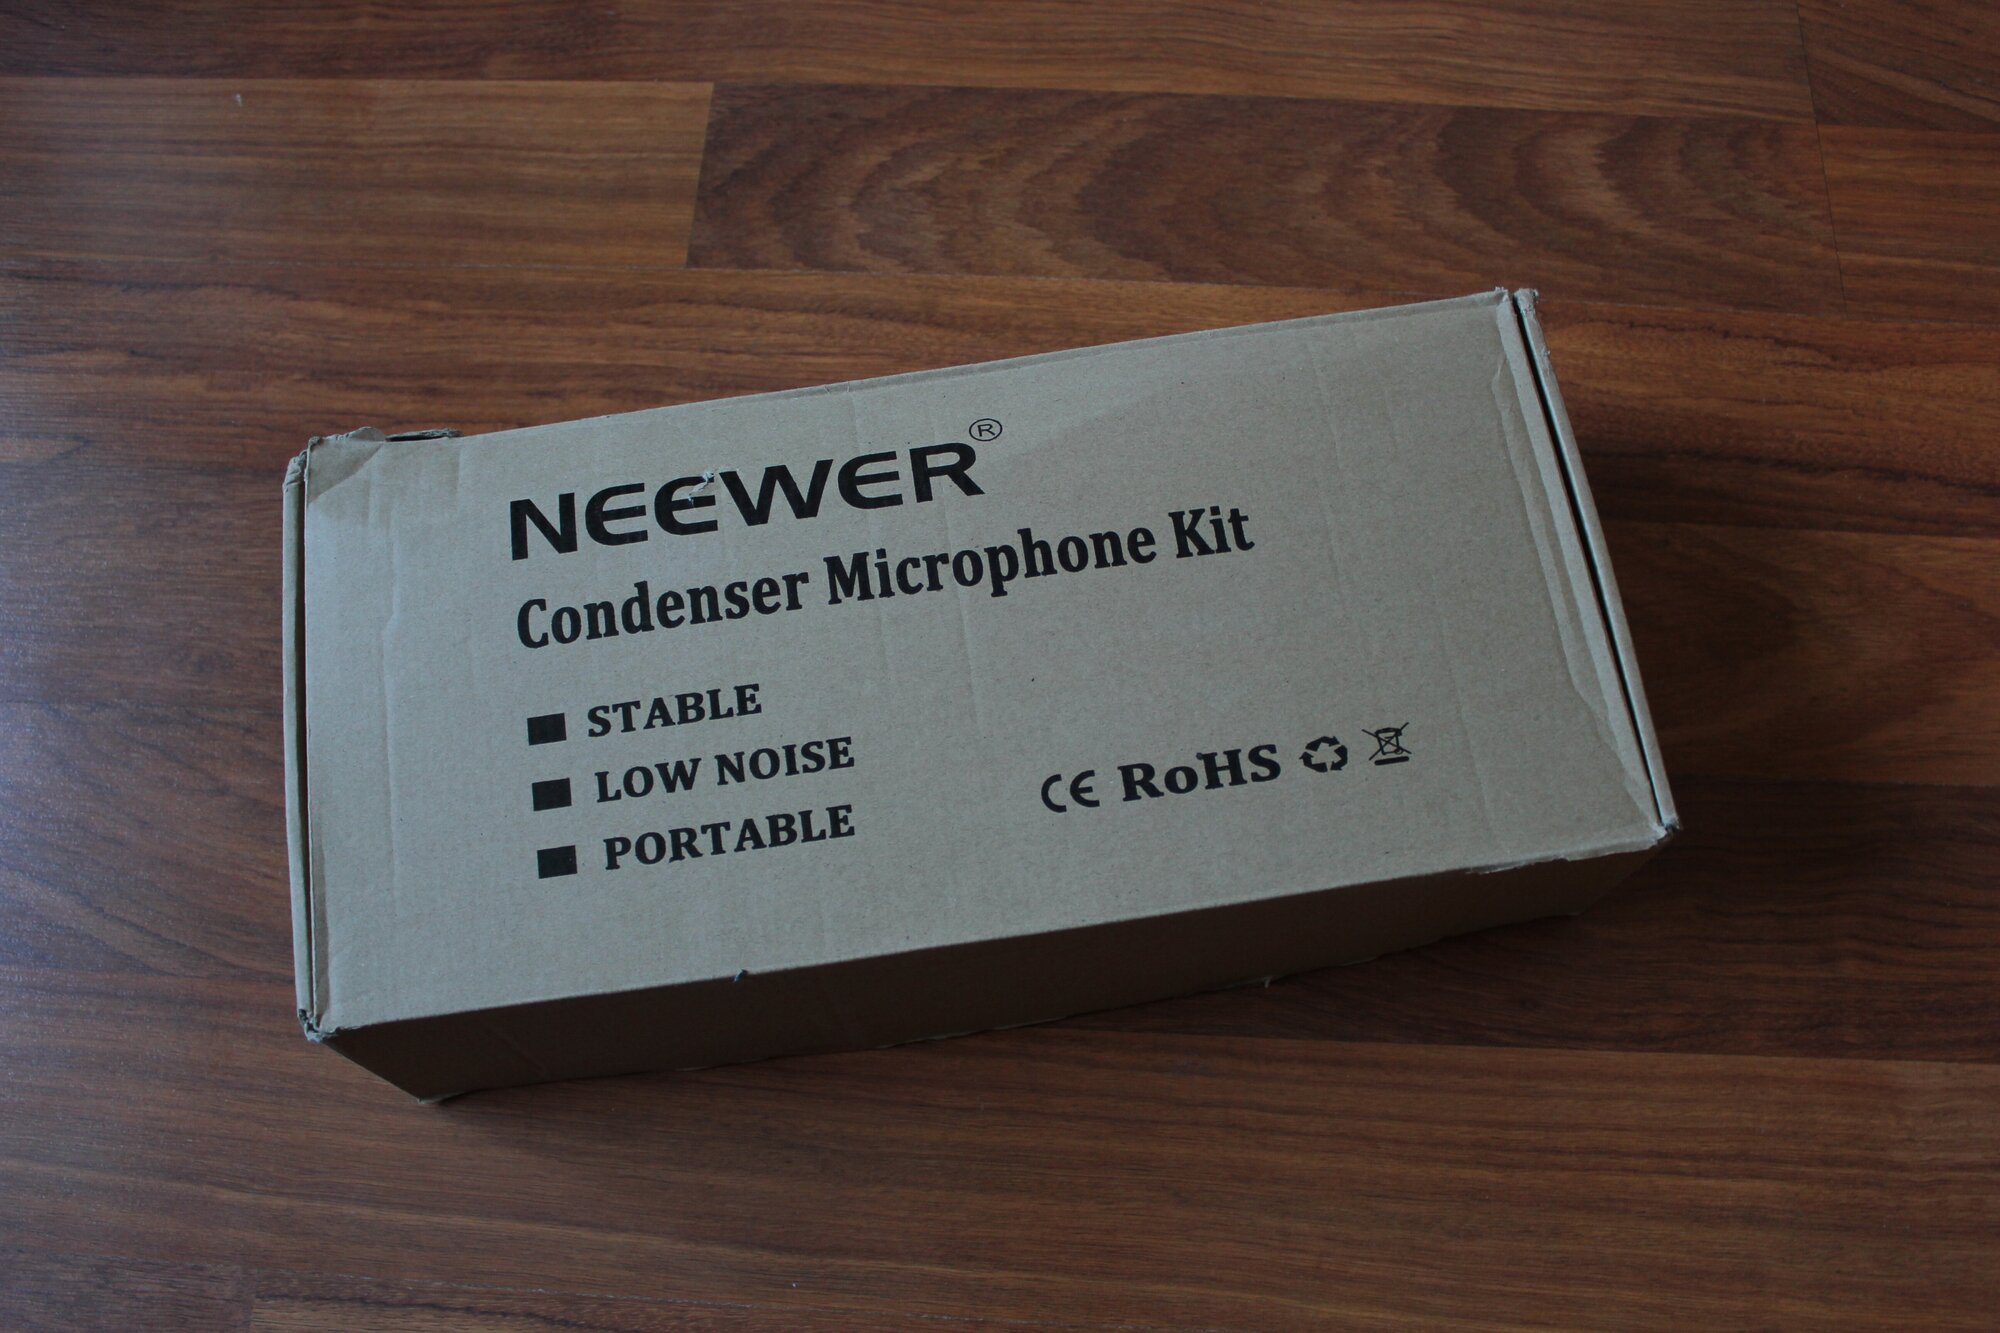 NEEWER®
Condenser Microphone Kit
■ STABLE
■ LOW NOISE
■ PORTABLE
CE RoHS